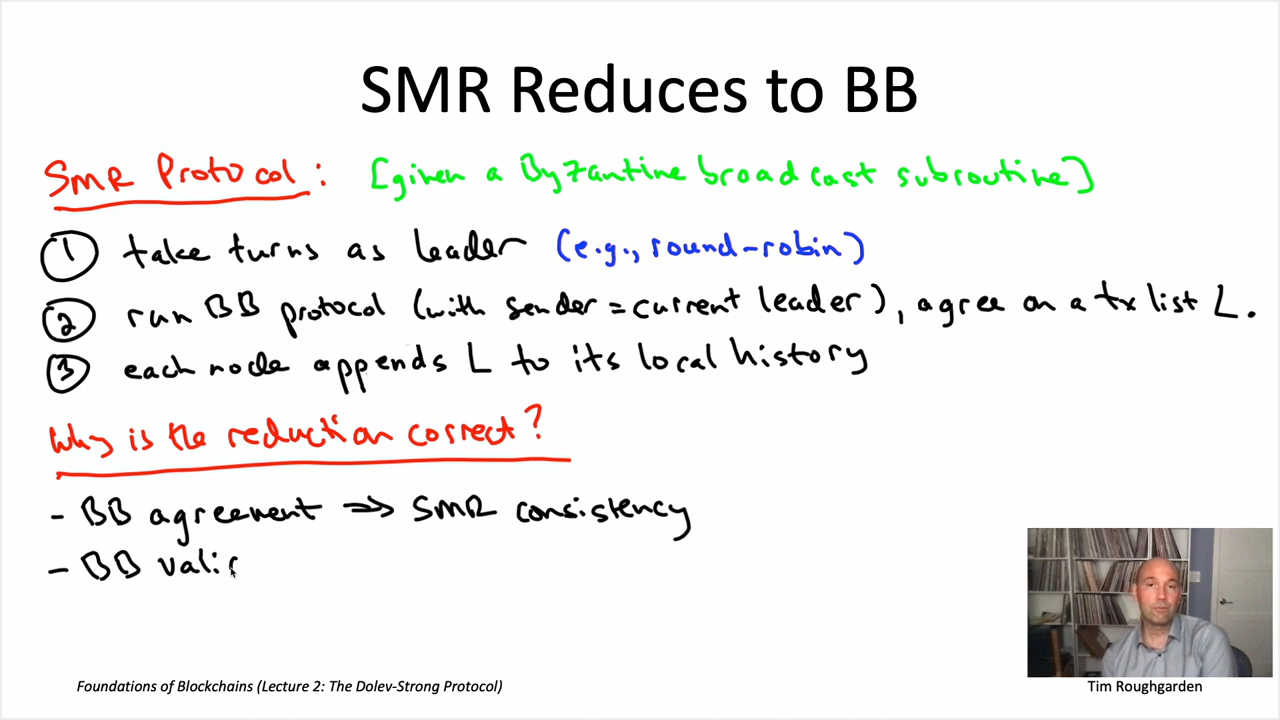 SMR Reduces to BB
SMR Protocol: [given a Byzantine broadcast subroutine]
① take turns as leader (e.g., round-robin)
② run BB protocol (with sender = current leader), agree on a tx list L.
③ each node appends L to its local history
Why is the reduction correct?
- BB agreement ⇒ SMR consistency
- BB vali
Foundations of Blockchains (Lecture 2: The Dolev-Strong Protocol)
Tim Roughgarden